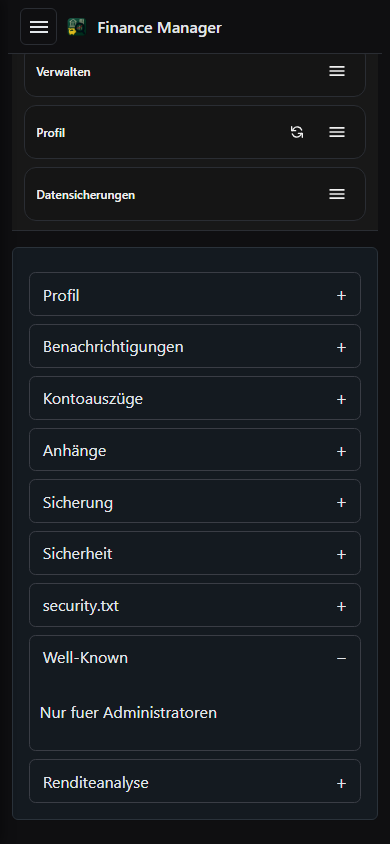 Finance Manager
Verwalten
Profil
Datensicherungen
Profil +
Benachrichtigungen +
Kontoauszüge +
Anhänge +
Sicherung +
Sicherheit +
security.txt +
Well-Known −
Nur fuer Administratoren
Renditeanalyse +